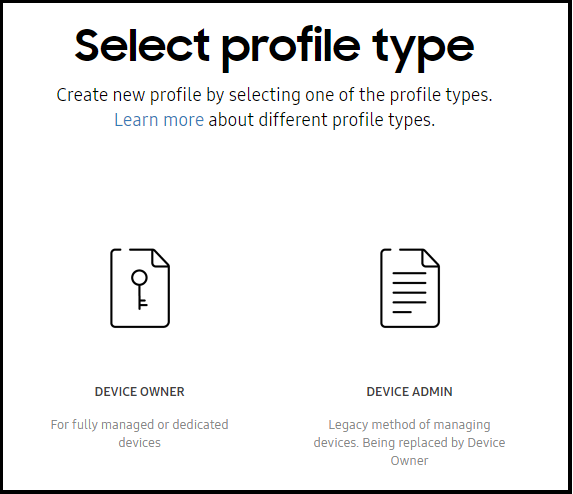 Select profile type
Create new profile by selecting one of the profile types.
Learn more about different profile types.
DEVICE OWNER
For fully managed or dedicated
devices
DEVICE ADMIN
Legacy method of managing
devices. Being replaced by Device
Owner